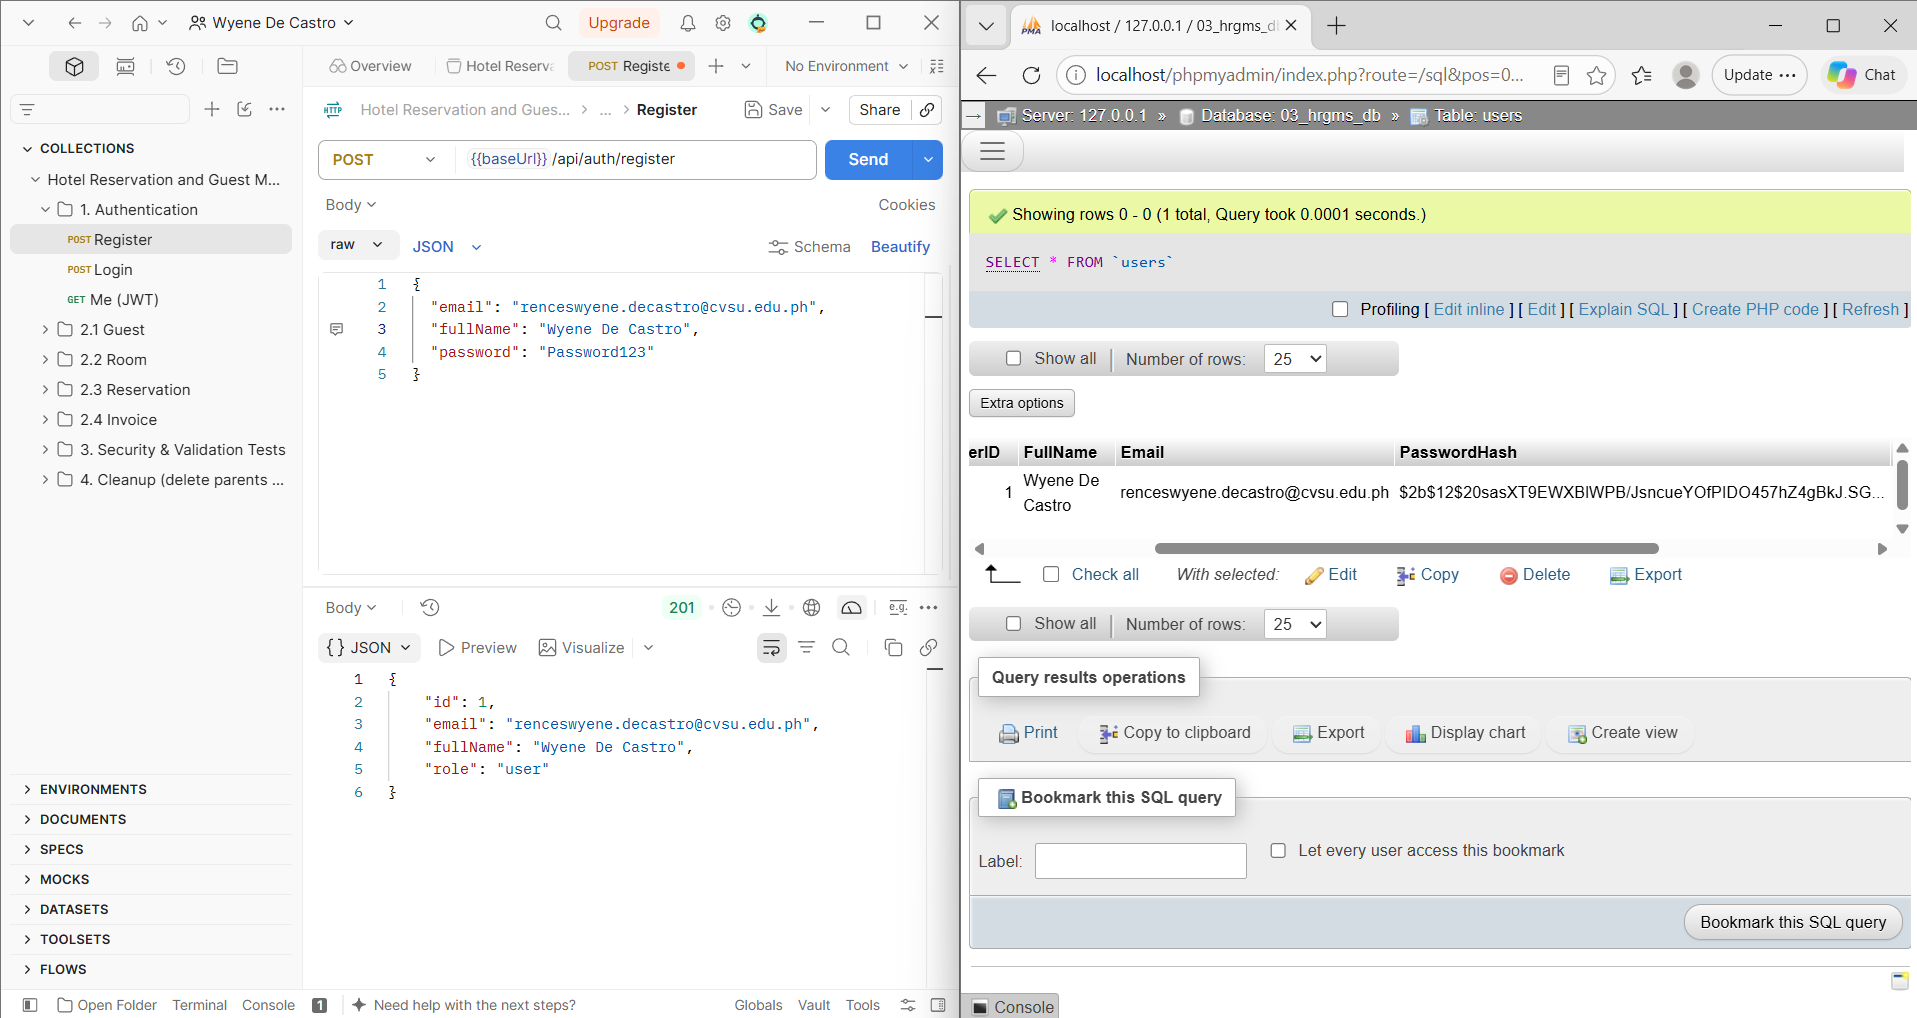 Wyene De Castro
Upgrade
Overview
Hotel Reserva
POST Registe
No Environment
Hotel Reservation and Gues... > ... > Register
Save
Share
COLLECTIONS
Hotel Reservation and Guest M...
1. Authentication
POST Register
POST Login
GET Me (JWT)
2.1 Guest
2.2 Room
2.3 Reservation
2.4 Invoice
3. Security & Validation Tests
4. Cleanup (delete parents ...
ENVIRONMENTS
DOCUMENTS
SPECS
MOCKS
DATASETS
TOOLSETS
FLOWS
HTTP
POST
{{baseUrl}} /api/auth/register
Send
Body
Cookies
raw
JSON
Schema
Beautify
1 {
2 "email": "renceswyene.decastro@cvsu.edu.ph",
3 "fullName": "Wyene De Castro",
4 "password": "Password123"
5 }
Body
201
e.g.
{} JSON
Preview
Visualize
1 {
2 "id": 1,
3 "email": "renceswyene.decastro@cvsu.edu.ph",
4 "fullName": "Wyene De Castro",
5 "role": "user"
6 }
Open Folder
Terminal
Console
1
Need help with the next steps?
Globals
Vault
Tools
PMA
localhost / 127.0.0.1 / 03_hrgms_d
localhost/phpmyadmin/index.php?route=/sql&pos=0...
Update
Chat
Server: 127.0.0.1 » Database: 03_hrgms_db » Table: users
Showing rows 0 - 0 (1 total, Query took 0.0001 seconds.)
SELECT * FROM `users`
Profiling [ Edit inline ] [ Edit ] [ Explain SQL ] [ Create PHP code ] [ Refresh ]
Show all
Number of rows: 25
Extra options
erID FullName Email PasswordHash
1 Wyene De Castro renceswyene.decastro@cvsu.edu.ph $2b$12$20sasXT9EWXBIWPB/JsncueYOfPIDO457hZ4gBkJ.SG...
Check all
With selected:
Edit
Copy
Delete
Export
Show all
Number of rows: 25
Query results operations
Print
Copy to clipboard
Export
Display chart
Create view
Bookmark this SQL query
Label:
Let every user access this bookmark
Bookmark this SQL query
Console